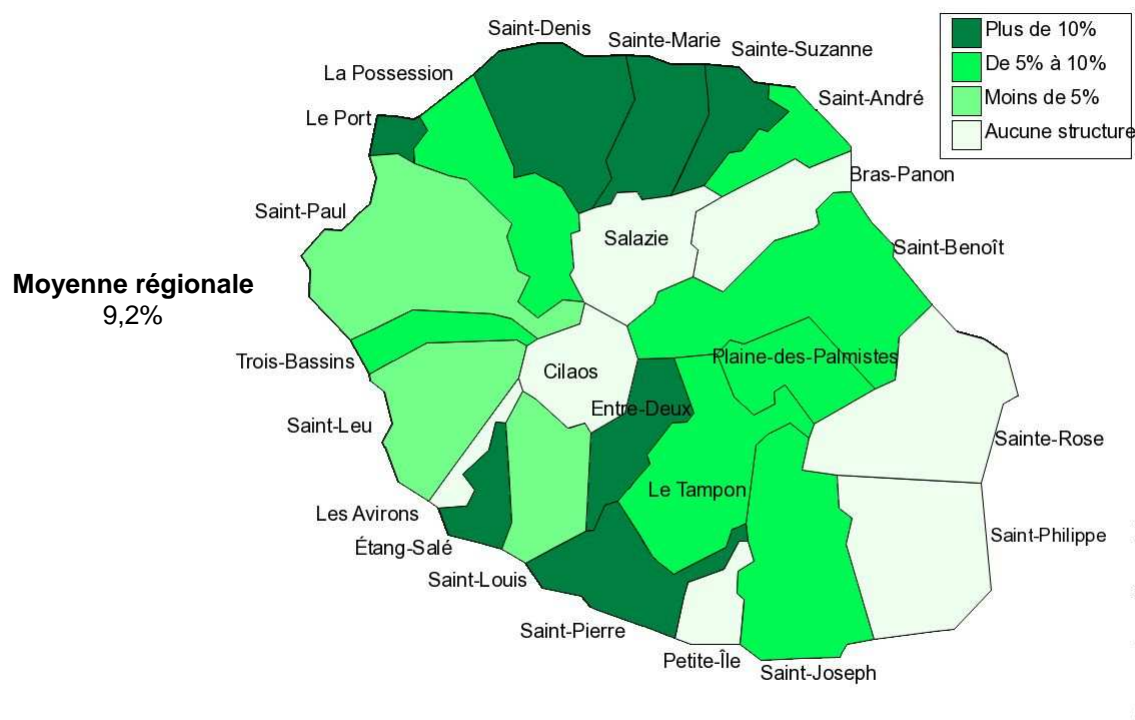 Saint-Denis
Sainte-Marie
Sainte-Suzanne
La Possession
Saint-André
Le Port
Bras-Panon
Saint-Paul
Salazie
Saint-Benoît
Moyenne régionale
9,2%
Trois-Bassins
Plaine-des-Palmistes
Cilaos
Entre-Deux
Saint-Leu
Sainte-Rose
Le Tampon
Les Avirons
Saint-Philippe
Étang-Salé
Saint-Louis
Saint-Pierre
Petite-Île
Saint-Joseph
Plus de 10%
De 5% à 10%
Moins de 5%
Aucune structure